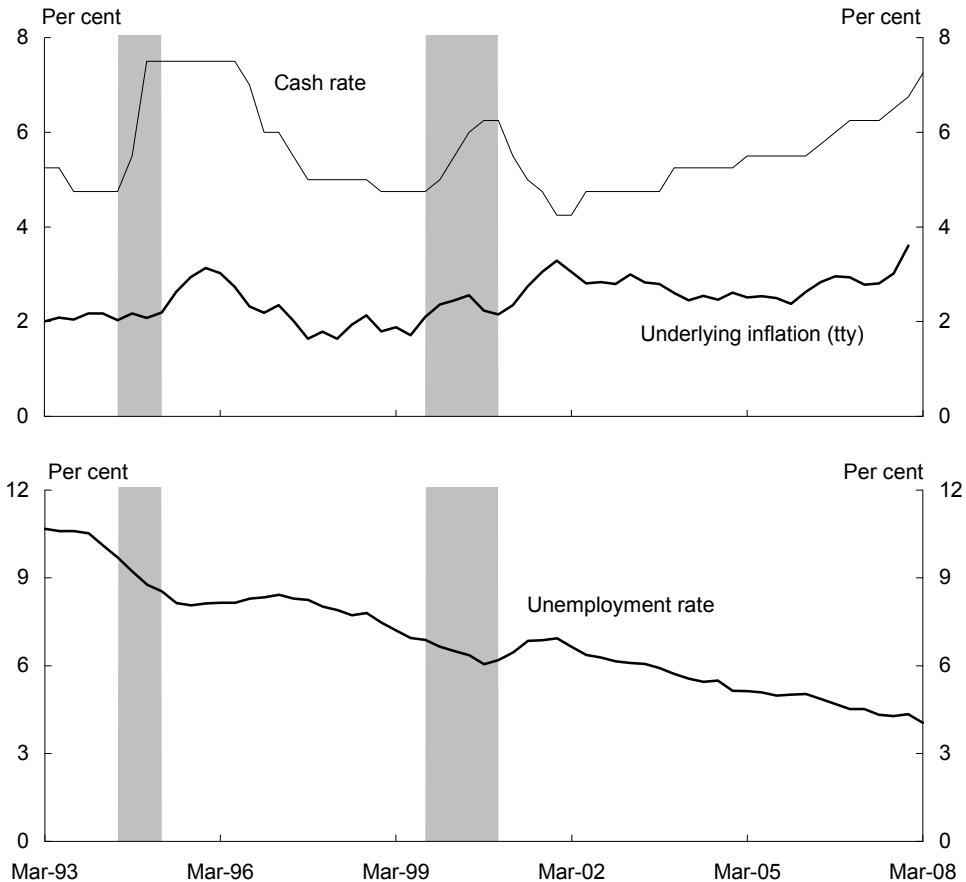 Per cent Per cent
8 8
Cash rate
6 6
4 4
2 2
Underlying inflation (tty)
0 0
Per cent Per cent
12 12
9 9
Unemployment rate
6 6
3 3
0 0
Mar-93 Mar-96 Mar-99 Mar-02 Mar-05 Mar-08